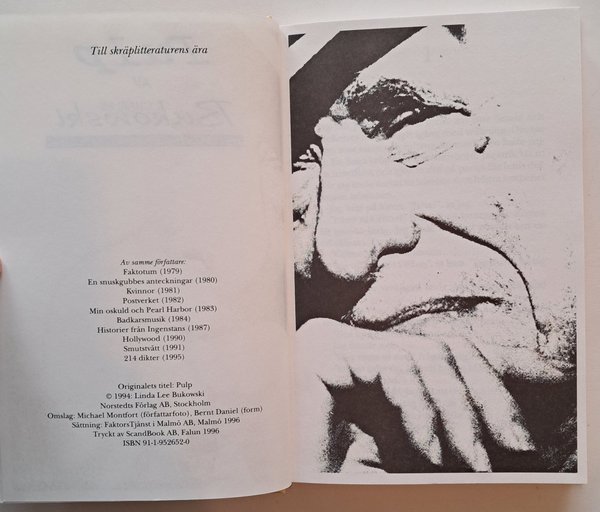 Till skräplitteraturens ära
Av samme författare:
Faktotum (1979)
En snuskgubbes anteckningar (1980)
Kvinnor (1981)
Postverket (1982)
Min oskuld och Pearl Harbor (1983)
Badkarsmusik (1984)
Historier från Ingenstans (1987)
Hollywood (1990)
Smutstvätt (1991)
214 dikter (1995)
Originalets titel: Pulp
© 1994: Linda Lee Bukowski
Norstedts Förlag AB, Stockholm
Omslag: Michael Montfort (författarfoto), Bernt Daniel (form)
Sättning: FaktorsTjänst i Malmö AB, Malmö 1996
Tryckt av ScandBook AB, Falun 1996
ISBN 91-1-952652-0